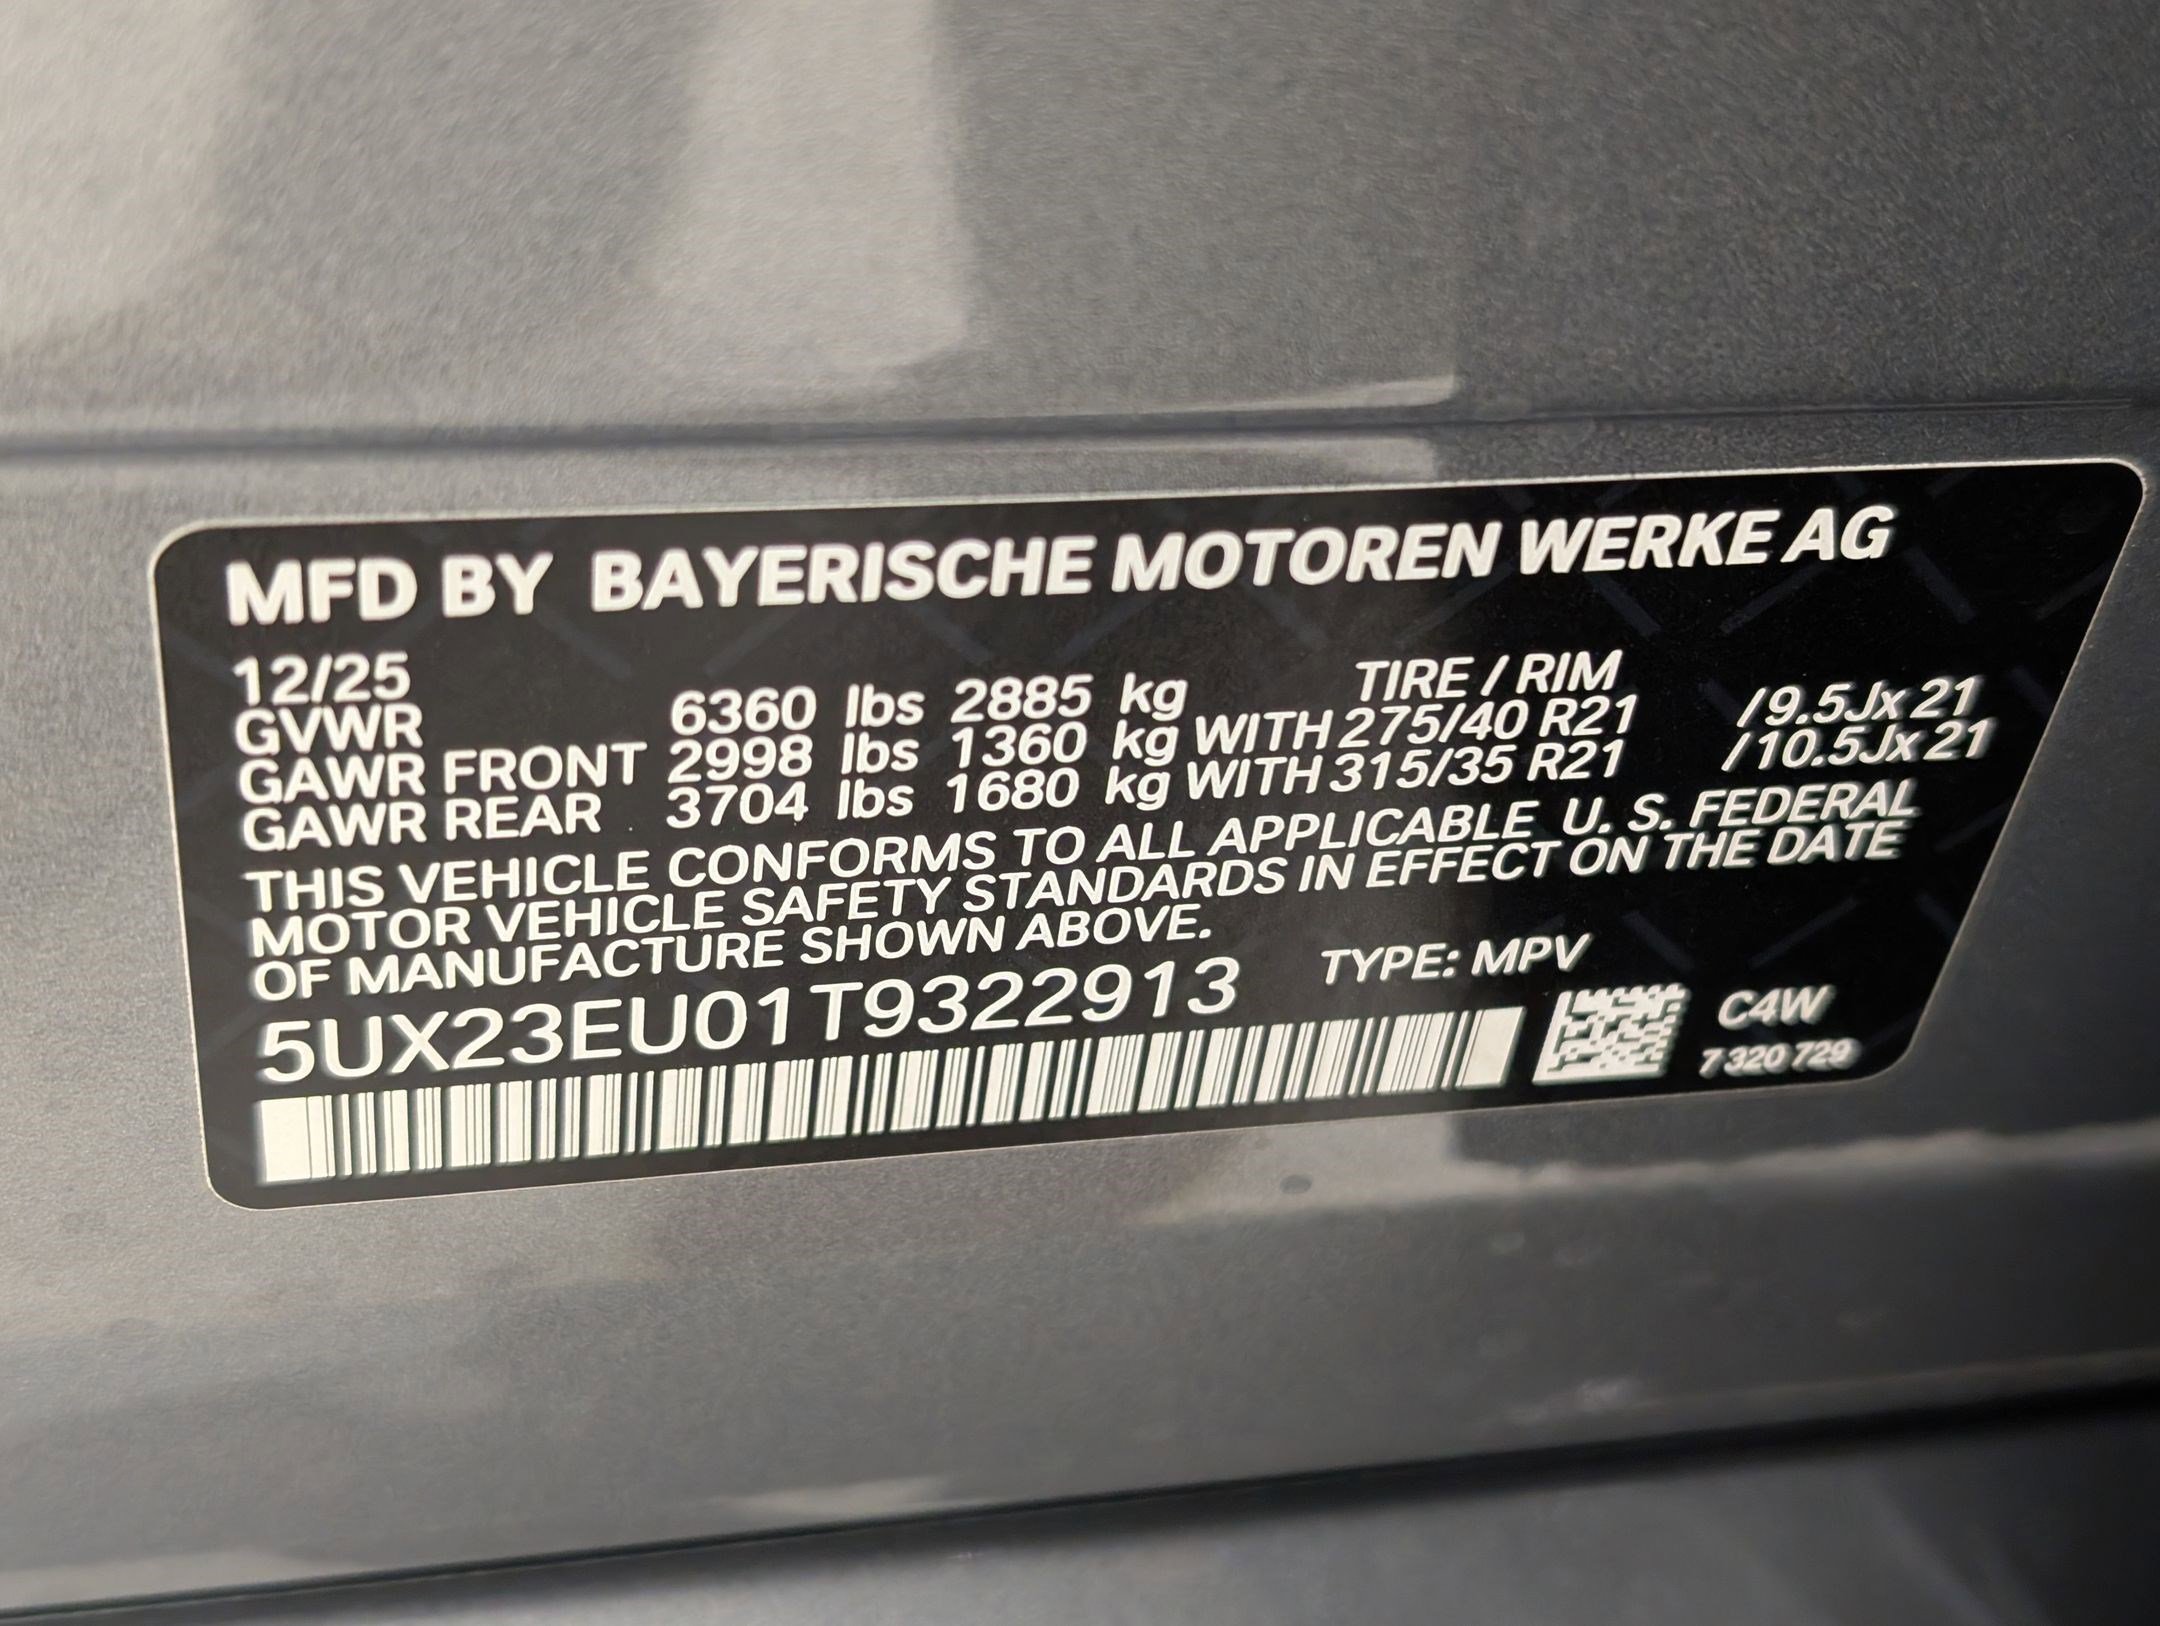 MFD BY BAYERISCHE MOTOREN WERKE AG
12/25 TIRE / RIM
GVWR 6360 lbs 2885 kg
GAWR FRONT 2998 lbs 1360 kg WITH 275/40 R21 /9.5Jx21
GAWR REAR 3704 lbs 1680 kg WITH 315/35 R21 /10.5Jx21
THIS VEHICLE CONFORMS TO ALL APPLICABLE U. S. FEDERAL
MOTOR VEHICLE SAFETY STANDARDS IN EFFECT ON THE DATE
OF MANUFACTURE SHOWN ABOVE.
TYPE: MPV
5UX23EU01T9322913
C4W
7 320 729